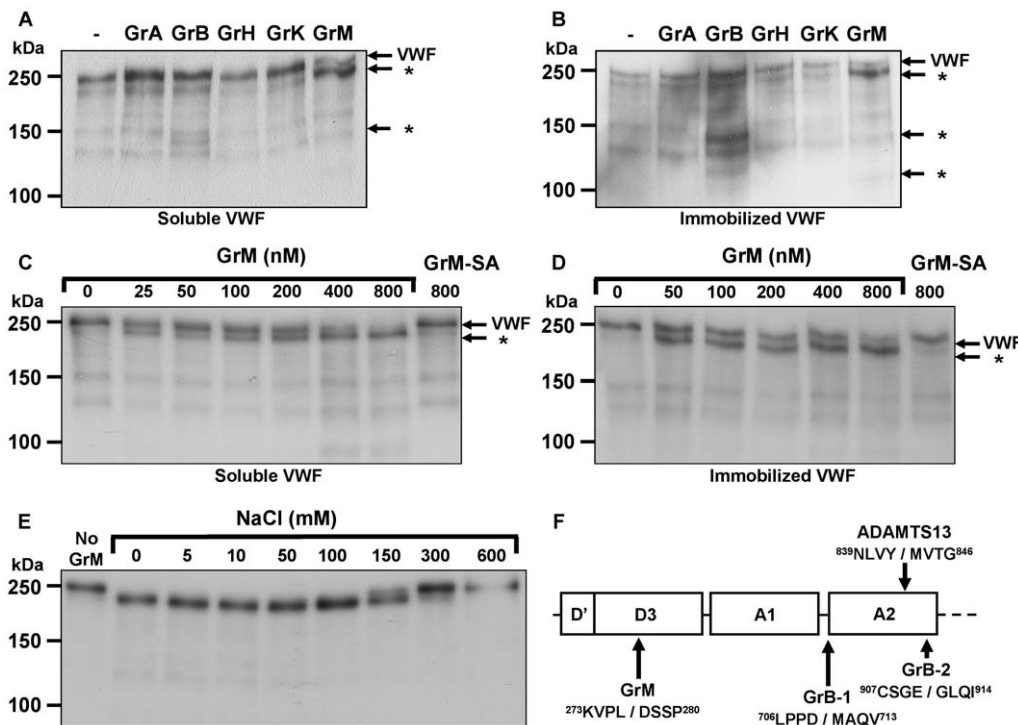 A
kDa
- GrA GrB GrH GrK GrM
VWF
*
*
250
150
100
Soluble VWF
B
kDa
- GrA GrB GrH GrK GrM
VWF
*
*
*
250
150
100
Immobilized VWF
C
GrM (nM)
GrM-SA
kDa
0 25 50 100 200 400 800 800
250
VWF
*
150
100
Soluble VWF
D
GrM (nM)
GrM-SA
kDa
0 50 100 200 400 800 800
250
VWF
*
150
100
Immobilized VWF
E
NaCl (mM)
No
GrM
0 5 10 50 100 150 300 600
kDa
250
150
100
F
ADAMTS13
⁸³⁹NLVY / MVTG⁸⁴⁶
D' D3 A1 A2
GrM
²⁷³KVPL / DSSP²⁸⁰
GrB-1
⁷⁰⁶LPPD / MAQV⁷¹³
GrB-2
⁹⁰⁷CSGE / GLQI⁹¹⁴